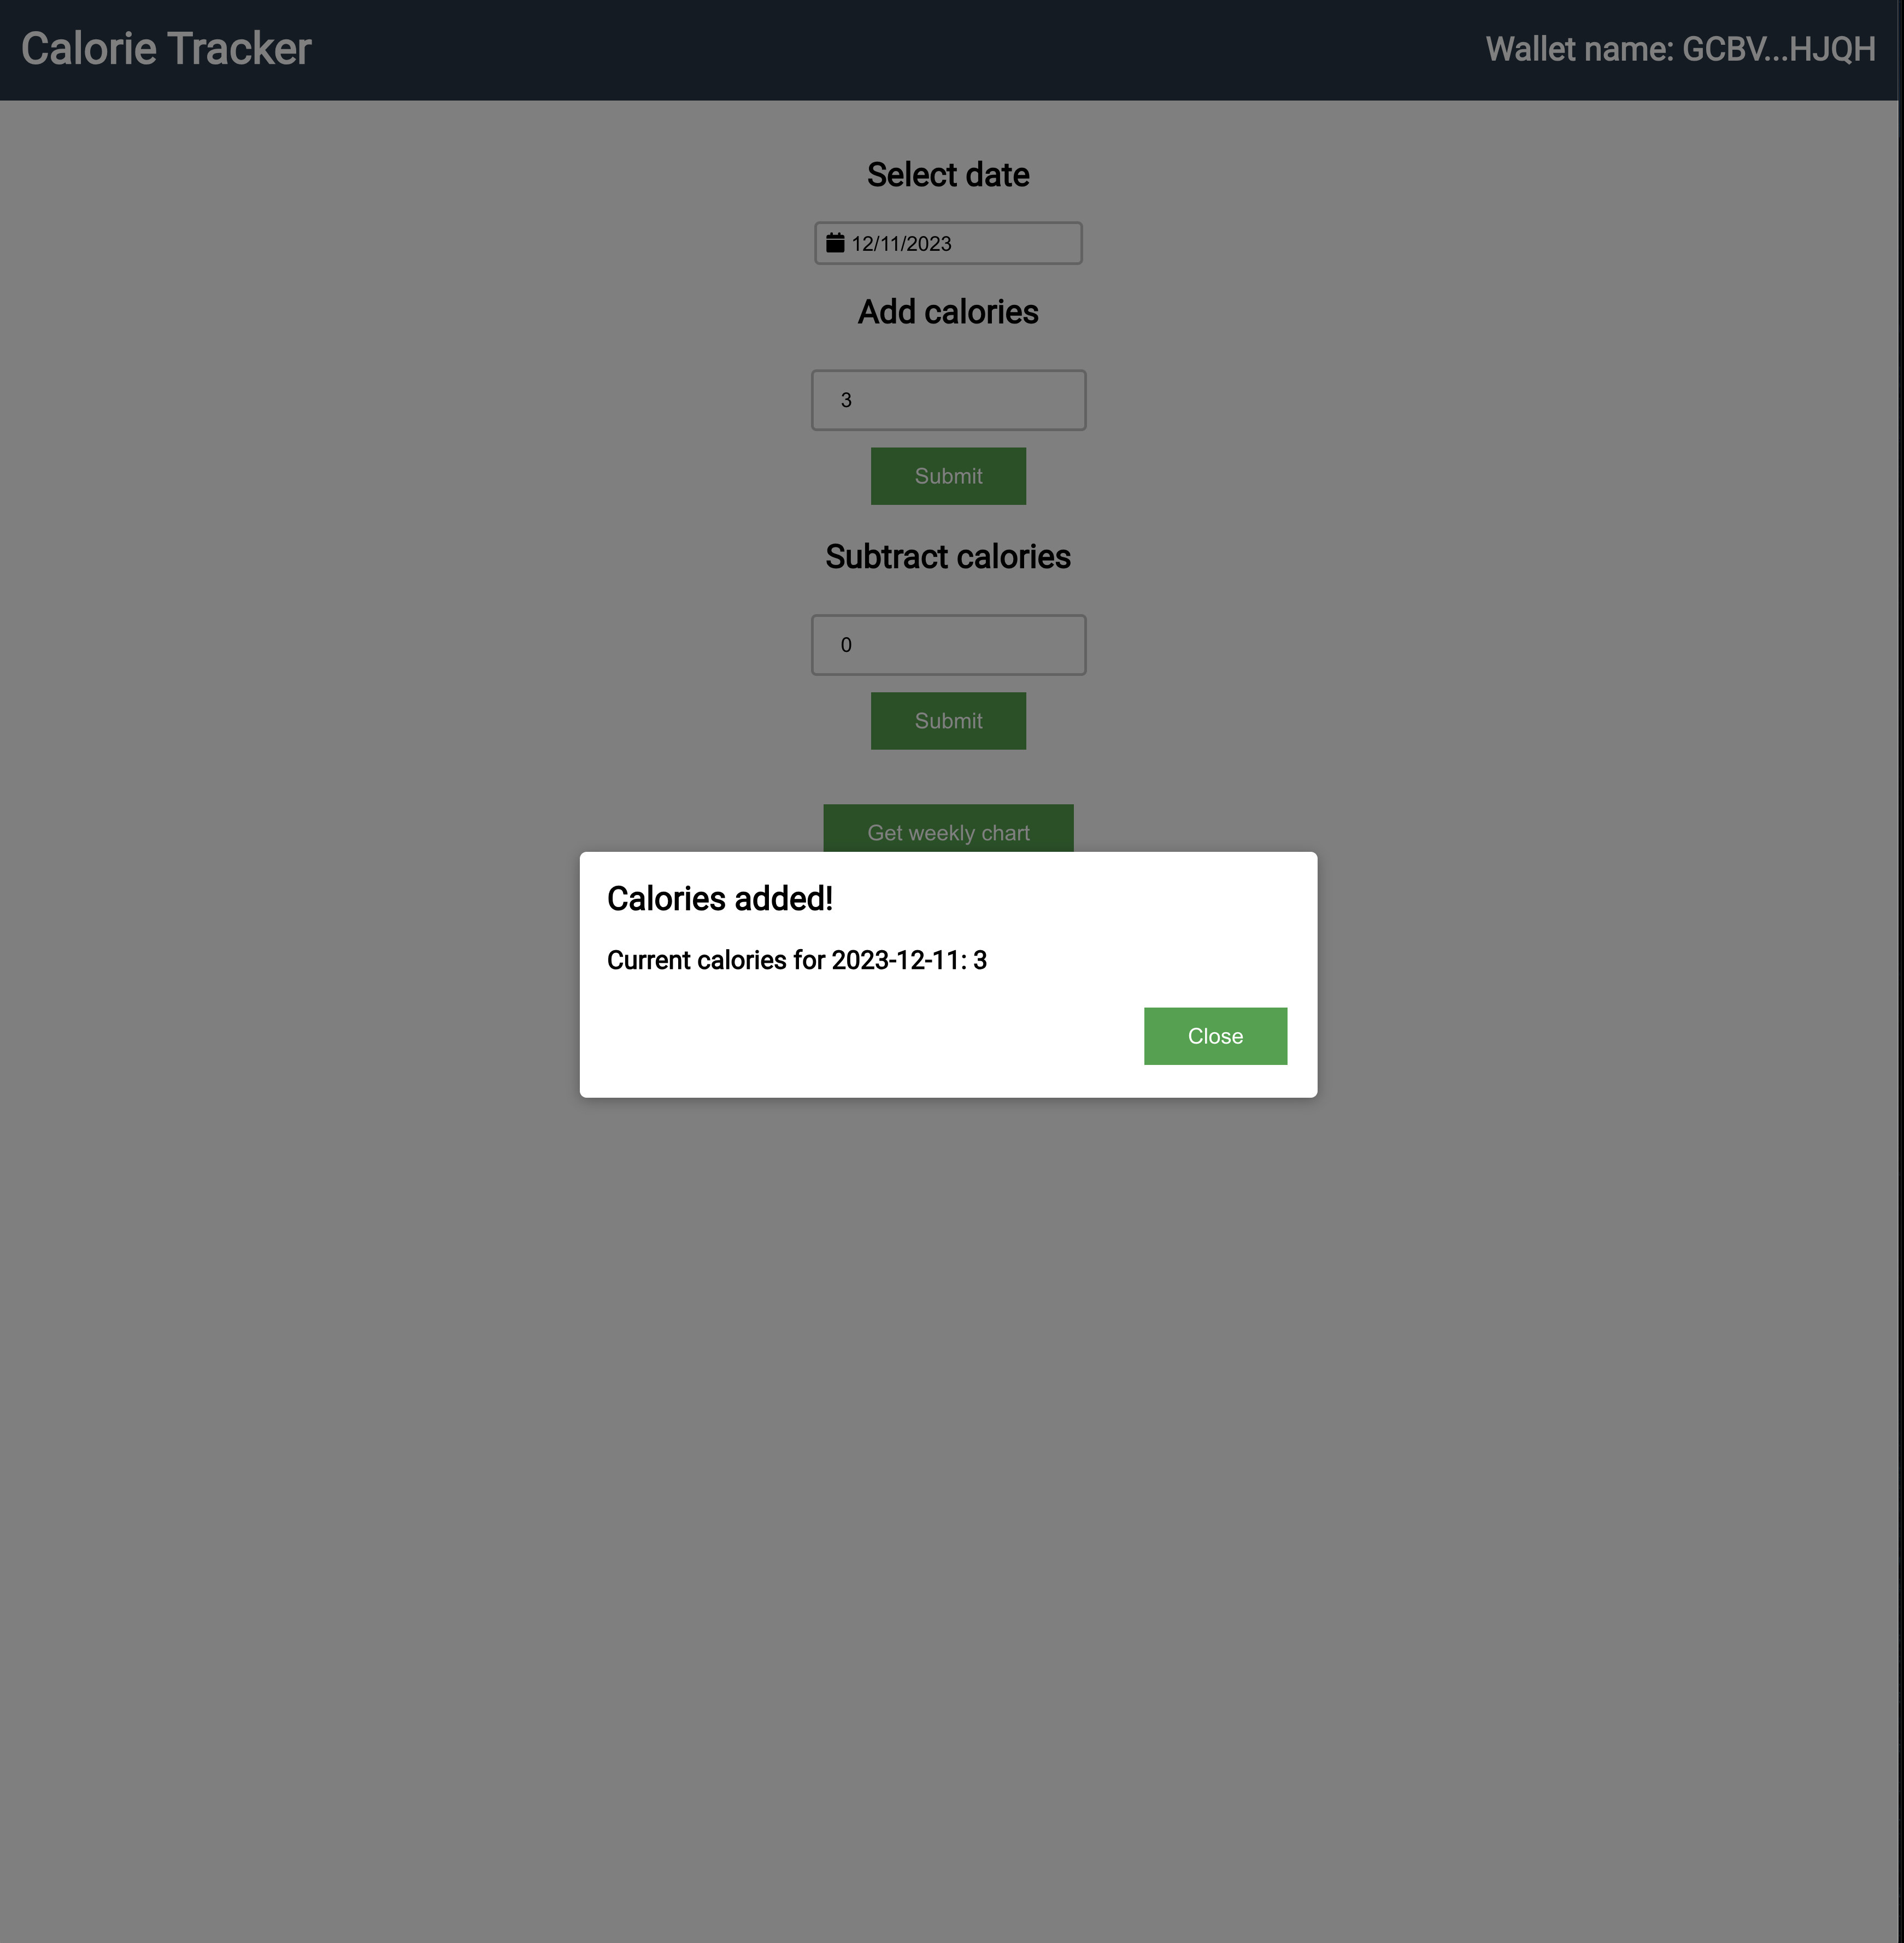 Calorie Tracker
Wallet name: GCBV...HJQH
Select date
12/11/2023
Add calories
3
Submit
Subtract calories
0
Submit
Get weekly chart
Calories added!
Current calories for 2023-12-11: 3
Close